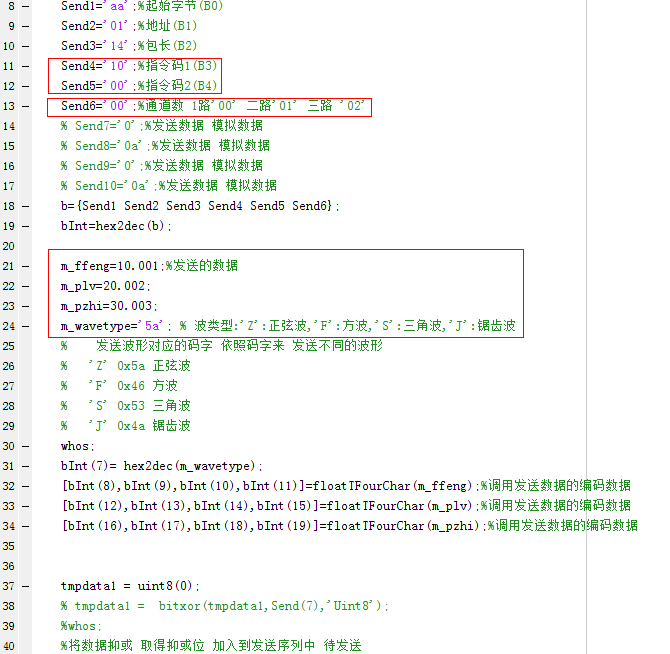 8 - Send1='aa';%起始字节(B0)
9 - Send2='01';%地址(B1)
10 - Send3='14';%包长(B2)
11 - Send4='10';%指令码1(B3)
12 - Send5='00';%指令码2(B4)
13 - Send6='00';%通道数 1路'00' 二路'01' 三路 '02'
14 % Send7='0';%发送数据 模拟数据
15 % Send8='0a';%发送数据 模拟数据
16 % Send9='0';%发送数据 模拟数据
17 % Send10='0a';%发送数据 模拟数据
18 - b={Send1 Send2 Send3 Send4 Send5 Send6};
19 - bInt=hex2dec(b);
20
21 - m_ffeng=10.001;%发送的数据
22 - m_plv=20.002;
23 - m_pzhi=30.003;
24 - m_wavetype='5a'; % 波类型:'Z':正弦波,'F':方波,'S':三角波,'J':锯齿波
25 % 发送波形对应的码字 依照码字来 发送不同的波形
26 % 'Z' 0x5a 正弦波
27 % 'F' 0x46 方波
28 % 'S' 0x53 三角波
29 % 'J' 0x4a 锯齿波
30 - whos;
31 - bInt(7)= hex2dec(m_wavetype);
32 - [bInt(8),bInt(9),bInt(10),bInt(11)]=floatTFourChar(m_ffeng);%调用发送数据的编码数据
33 - [bInt(12),bInt(13),bInt(14),bInt(15)]=floatTFourChar(m_plv);%调用发送数据的编码数据
34 - [bInt(16),bInt(17),bInt(18),bInt(19)]=floatTFourChar(m_pzhi);%调用发送数据的编码数据
35
36
37 - tmpdata1 = uint8(0);
38 % tmpdata1 = bitxor(tmpdata1,Send(7),'Uint8');
39 %whos;
40 %将数据抑或 取得抑或位 加入到发送序列中 待发送